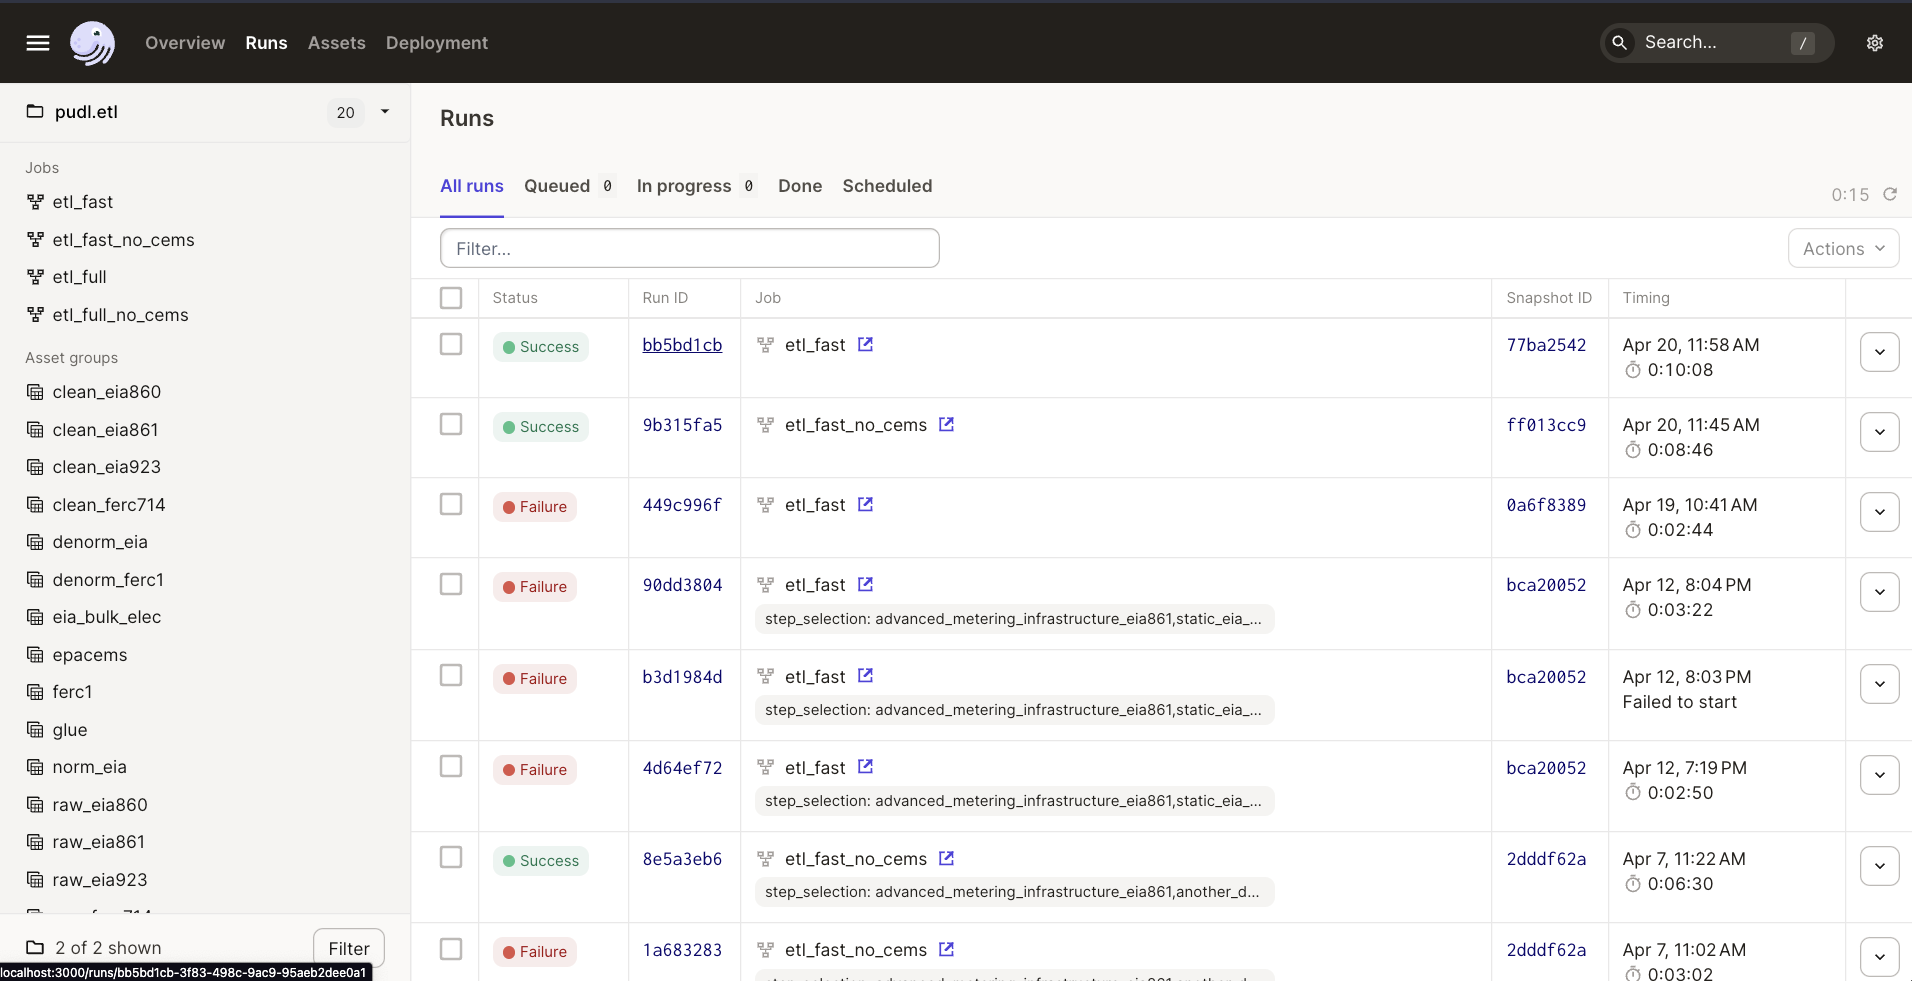 Overview Runs Assets Deployment Search... /
pudl.etl 20
Jobs
etl_fast
etl_fast_no_cems
etl_full
etl_full_no_cems
Asset groups
clean_eia860
clean_eia861
clean_eia923
clean_ferc714
denorm_eia
denorm_ferc1
eia_bulk_elec
epacems
ferc1
glue
norm_eia
raw_eia860
raw_eia861
raw_eia923
2 of 2 shown Filter
localhost:3000/runs/bb5bd1cb-3f83-498c-9ac9-95aeb2dee0a1
Runs
All runs Queued 0 In progress 0 Done Scheduled 0:15
Filter... Actions
Status Run ID Job Snapshot ID Timing
Success bb5bd1cb etl_fast 77ba2542 Apr 20, 11:58 AM
0:10:08
Success 9b315fa5 etl_fast_no_cems ff013cc9 Apr 20, 11:45 AM
0:08:46
Failure 449c996f etl_fast 0a6f8389 Apr 19, 10:41 AM
0:02:44
Failure 90dd3804 etl_fast bca20052 Apr 12, 8:04 PM
step_selection: advanced_metering_infrastructure_eia861,static_eia_... 0:03:22
Failure b3d1984d etl_fast bca20052 Apr 12, 8:03 PM
step_selection: advanced_metering_infrastructure_eia861,static_eia_... Failed to start
Failure 4d64ef72 etl_fast bca20052 Apr 12, 7:19 PM
step_selection: advanced_metering_infrastructure_eia861,static_eia_... 0:02:50
Success 8e5a3eb6 etl_fast_no_cems 2dddf62a Apr 7, 11:22 AM
step_selection: advanced_metering_infrastructure_eia861,another_d... 0:06:30
Failure 1a683283 etl_fast_no_cems 2dddf62a Apr 7, 11:02 AM
0:03:02